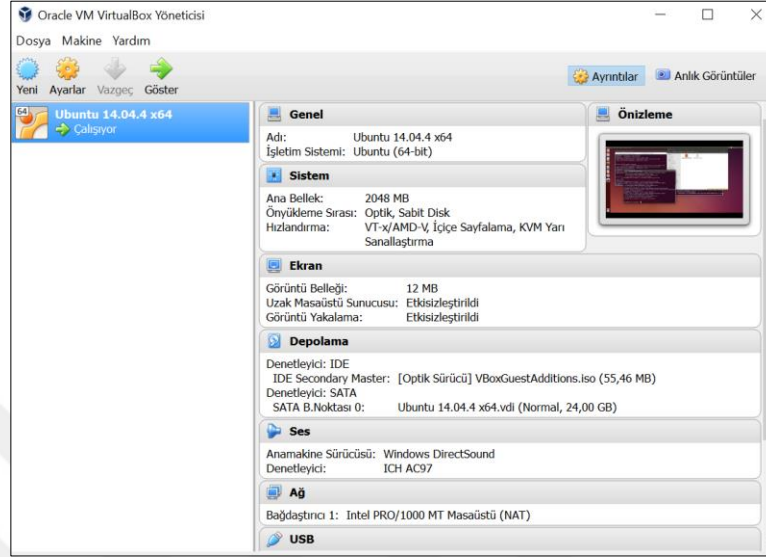 Oracle VM VirtualBox Yöneticisi
Dosya Makine Yardım
Yeni Ayarlar Vazgeç Göster
Ayrıntılar Anlık Görüntüler
64
Ubuntu 14.04.4 x64
Çalışıyor
Genel
Adı: Ubuntu 14.04.4 x64
İşletim Sistemi: Ubuntu (64-bit)
Önizleme
Sistem
Ana Bellek: 2048 MB
Önyükleme Sırası: Optik, Sabit Disk
Hızlandırma: VT-x/AMD-V, İçiçe Sayfalama, KVM Yarı
Sanallaştırma
Ekran
Görüntü Belleği: 12 MB
Uzak Masaüstü Sunucusu: Etkisizleştirildi
Görüntü Yakalama: Etkisizleştirildi
Depolama
Denetleyici: IDE
IDE Secondary Master: [Optik Sürücü] VBoxGuestAdditions.iso (55,46 MB)
Denetleyici: SATA
SATA B.Noktası 0: Ubuntu 14.04.4 x64.vdi (Normal, 24,00 GB)
Ses
Anamakine Sürücüsü: Windows DirectSound
Denetleyici: ICH AC97
Ağ
Bağdaştırıcı 1: Intel PRO/1000 MT Masaüstü (NAT)
USB